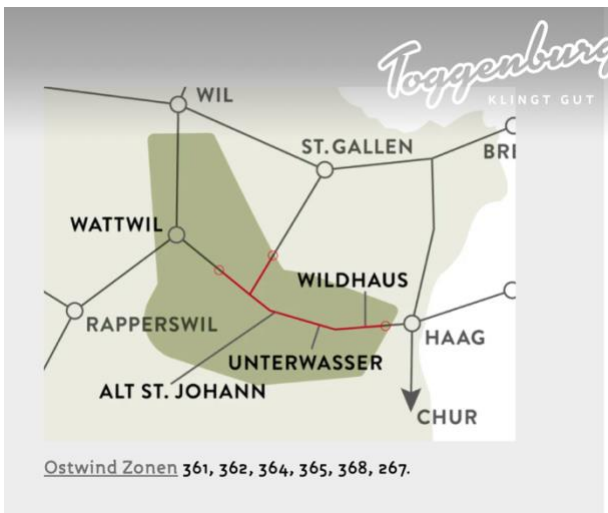 Toggenburg
KLINGT GUT
WIL
ST. GALLEN
BRI
WATTWIL
WILDHAUS
RAPPERSWIL
HAAG
UNTERWASSER
ALT ST. JOHANN
CHUR
Ostwind Zonen 361, 362, 364, 365, 368, 267.